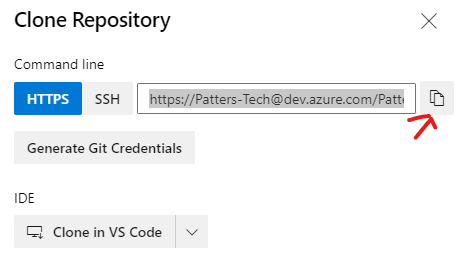 Clone Repository
Command line
HTTPS SSH https://Patters-Tech@dev.azure.com/Patte
Generate Git Credentials
IDE
Clone in VS Code